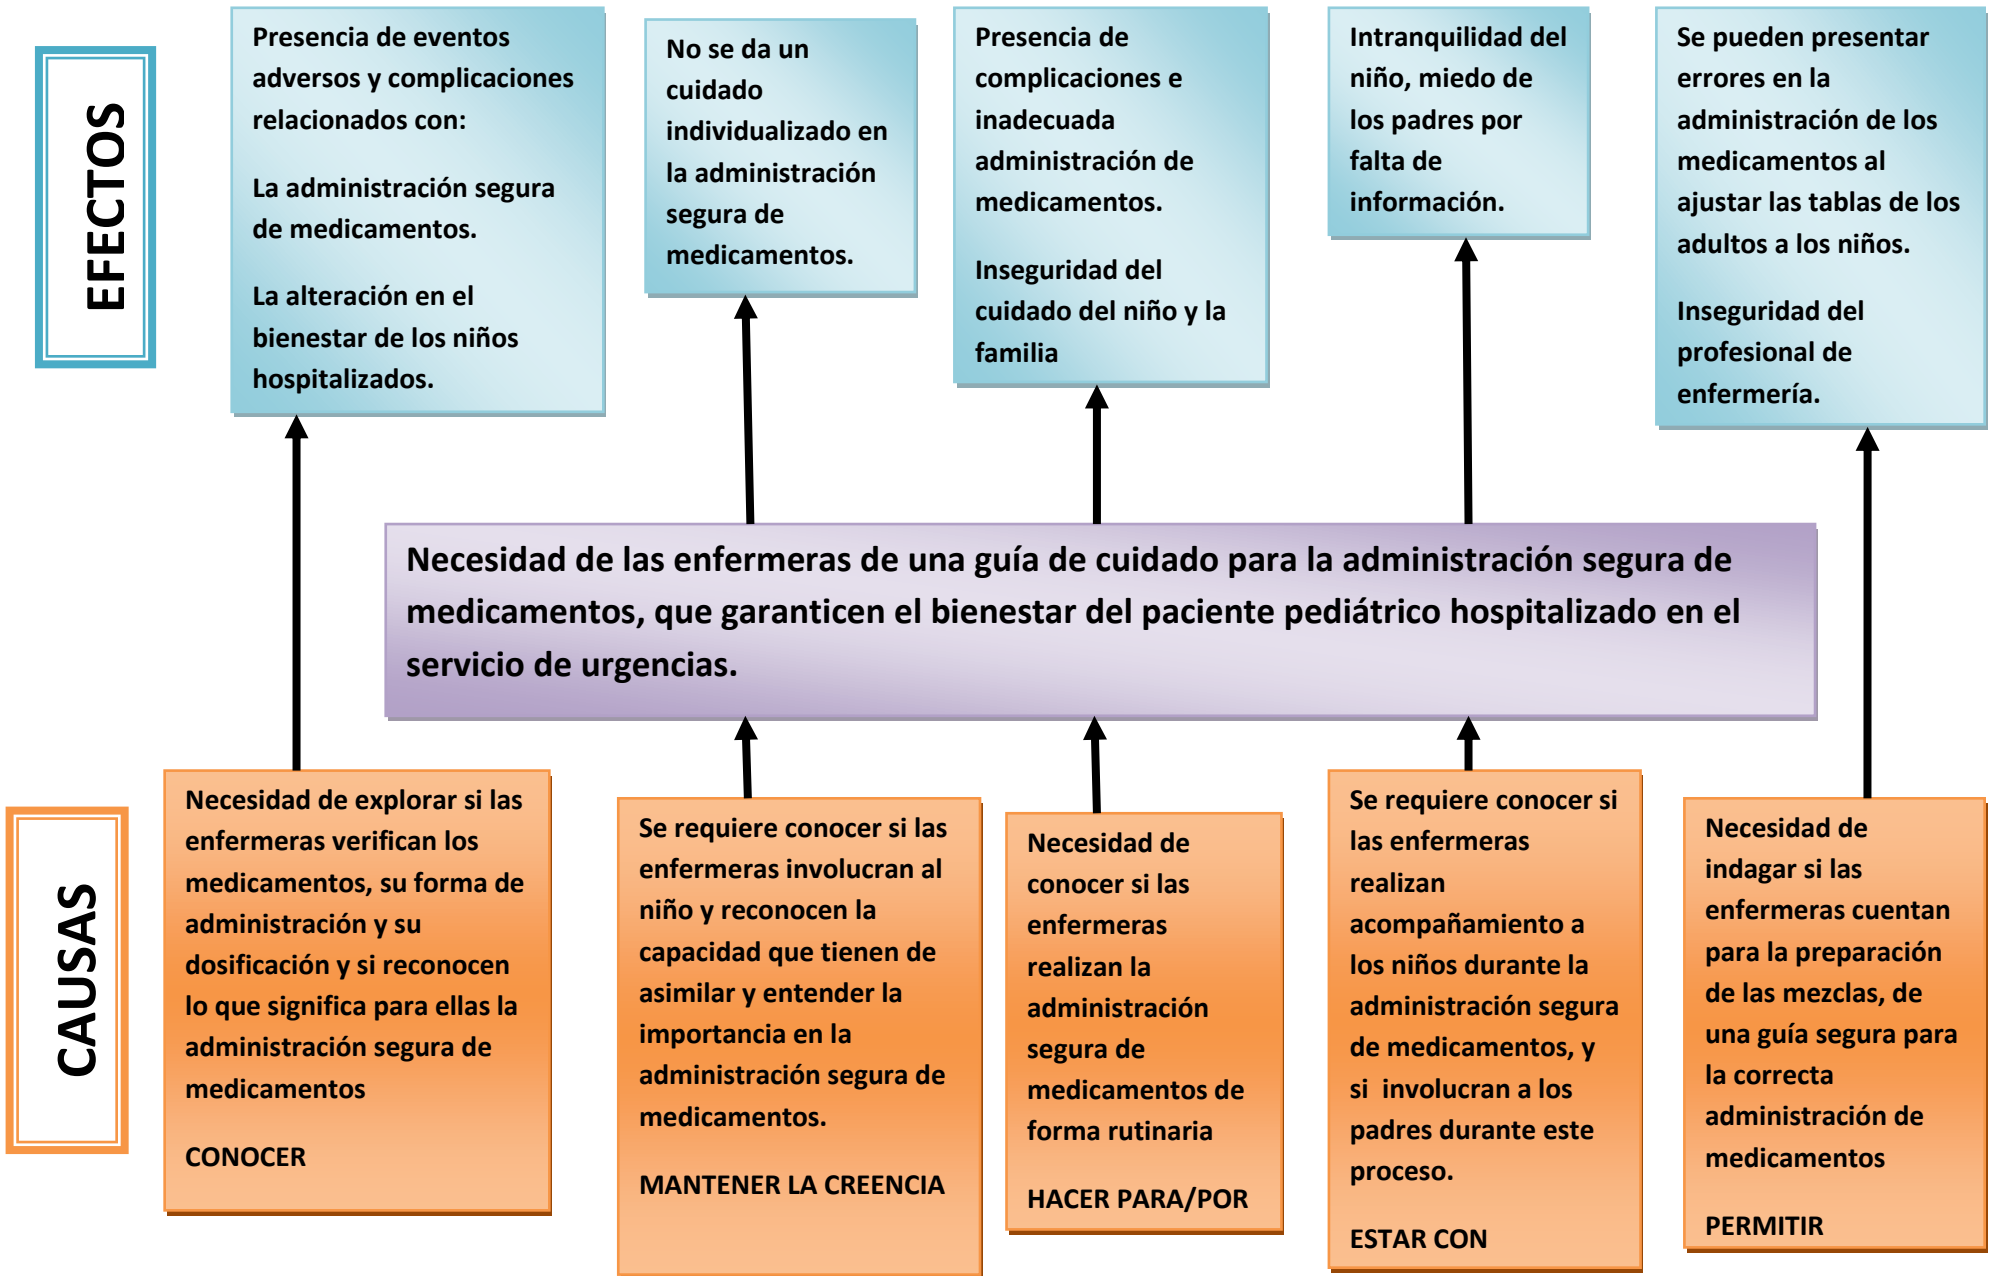 EFECTOS
Presencia de eventos
adversos y complicaciones
relacionados con:
La administración segura
de medicamentos.
La alteración en el
bienestar de los niños
hospitalizados.
No se da un
cuidado
individualizado en
la administración
segura de
medicamentos.
Presencia de
complicaciones e
inadecuada
administración de
medicamentos.
Inseguridad del
cuidado del niño y la
familia
Intranquilidad del
niño, miedo de
los padres por
falta de
información.
Se pueden presentar
errores en la
administración de los
medicamentos al
ajustar las tablas de los
adultos a los niños.
Inseguridad del
profesional de
enfermería.
Necesidad de las enfermeras de una guía de cuidado para la administración segura de
medicamentos, que garanticen el bienestar del paciente pediátrico hospitalizado en el
servicio de urgencias.
CAUSAS
Necesidad de explorar si las
enfermeras verifican los
medicamentos, su forma de
administración y su
dosificación y si reconocen
lo que significa para ellas la
administración segura de
medicamentos
CONOCER
Se requiere conocer si las
enfermeras involucran al
niño y reconocen la
capacidad que tienen de
asimilar y entender la
importancia en la
administración segura de
medicamentos.
MANTENER LA CREENCIA
Necesidad de
conocer si las
enfermeras
realizan la
administración
segura de
medicamentos de
forma rutinaria
HACER PARA/POR
Se requiere conocer si
las enfermeras
realizan
acompañamiento a
los niños durante la
administración segura
de medicamentos, y
si involucran a los
padres durante este
proceso.
ESTAR CON
Necesidad de
indagar si las
enfermeras cuentan
para la preparación
de las mezclas, de
una guía segura para
la correcta
administración de
medicamentos
PERMITIR